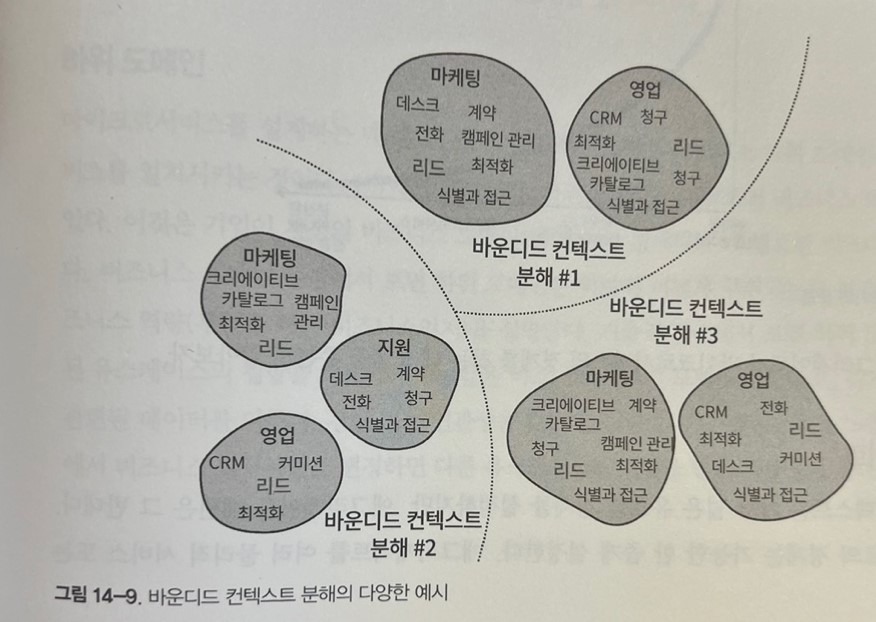 마케팅
데스크 계약
전화 캠페인 관리
리드 최적화
식별과 접근
영업
CRM 청구
최적화 리드
크리에이티브
카탈로그 청구
식별과 접근
바운디드 컨텍스트
분해 #1
마케팅
크리에이티브
카탈로그 캠페인
최적화 관리
리드
지원
데스크 계약
전화 청구
식별과 접근
영업
CRM 커미션
리드
최적화
바운디드 컨텍스트
분해 #2
바운디드 컨텍스트
분해 #3
마케팅
크리에이티브 계약
카탈로그
청구 캠페인 관리
리드 최적화
식별과 접근
영업
CRM 전화
최적화 리드
데스크 커미션
식별과 접근
그림 14-9. 바운디드 컨텍스트 분해의 다양한 예시